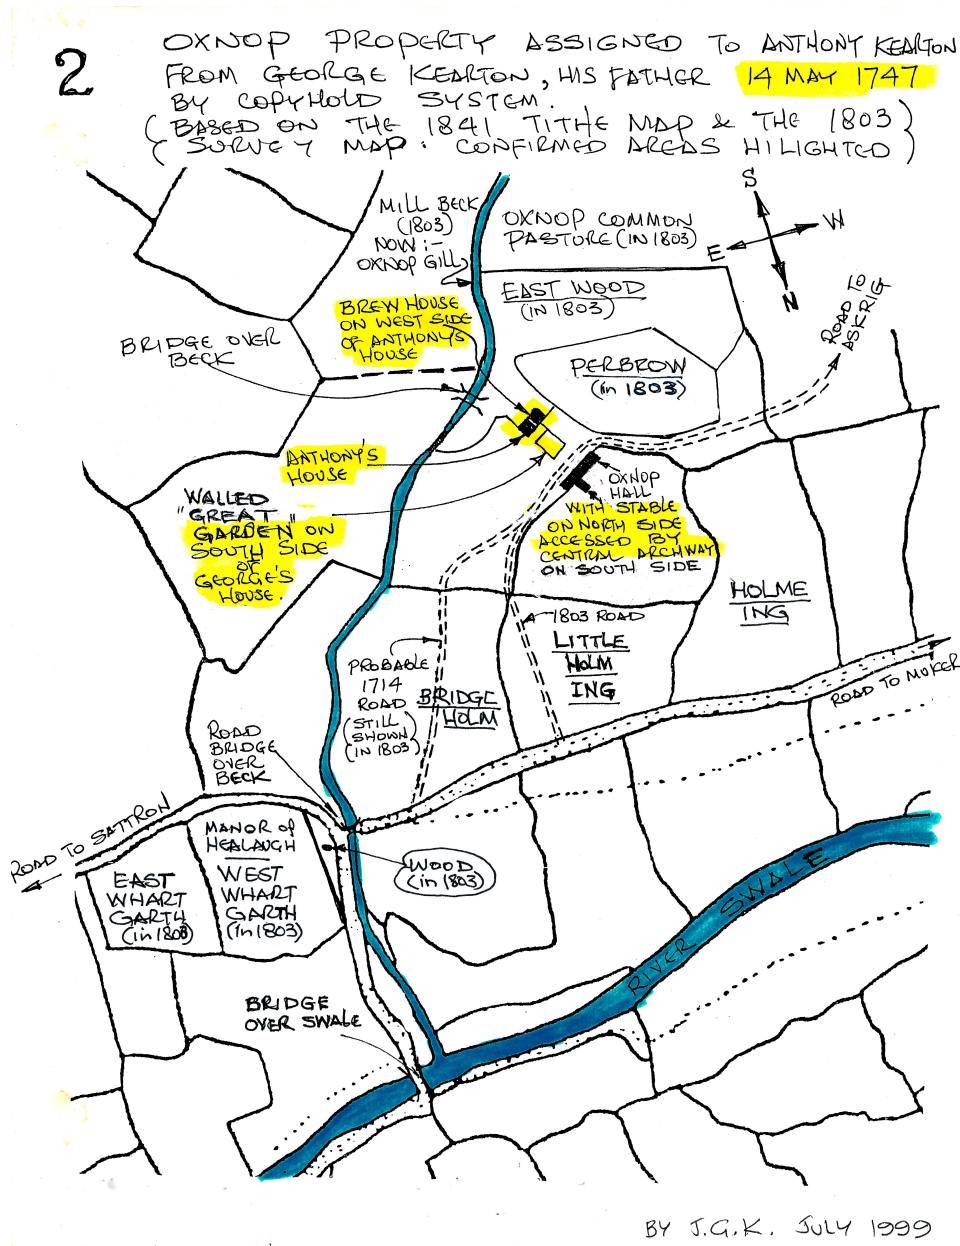 2
OXNOP PROPERTY ASSIGNED TO ANTHONY KEARTON
FROM GEORGE KEARTON, HIS FATHER 14 MAY 1747
BY COPYHOLD SYSTEM.
(BASED ON THE 1841 TITHE MAP & THE 1803)
(SURVEY MAP: CONFIRMED AREAS HILIGHTED)
S
W
E
N
MILL BECK
(1803)
NOW :-
OXNOP GILL
OXNOP COMMON
PASTURE (IN 1803)
EAST WOOD
(IN 1803)
ROAD TO
ASKRIG
BREW HOUSE
ON WEST SIDE
OF ANTHONY'S
HOUSE
BRIDGE OVER
BECK
PERBROW
(in 1803)
ANTHONY'S
HOUSE
WALLED
"GREAT
GARDEN" ON
SOUTH SIDE
OF
GEORGE'S
HOUSE.
OXNOP
HALL
WITH STABLE
ON NORTH SIDE
ACCESSED BY
CENTRAL ARCHWAY
ON SOUTH SIDE
HOLME
ING
1803 ROAD
LITTLE
HOLM
ING
PROBABLE
1714
ROAD
(STILL
SHOWN
IN 1803)
BRIDGE
HOLM
ROAD TO MUKER
ROAD
BRIDGE
OVER
BECK
ROAD TO SATTRON
MANOR of
HEALAUGH
WEST
WHART
GARTH
(in 1803)
EAST
WHART
GARTH
(in 1803)
WOOD
(in 1803)
RIVER SWALE
BRIDGE
OVER SWALE
BY J.G.K. JULY 1999